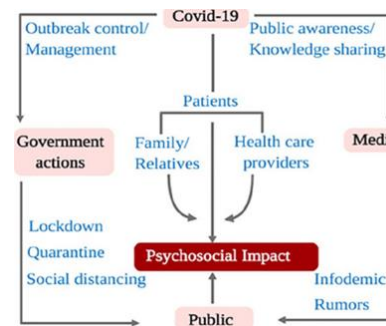 Covid-19
Outbreak control/
Management
Public awareness/
Knowledge sharing
Patients
Government
actions
Family/
Relatives
Health care
providers
Medi
Lockdown
Quarantine
Social distancing
Psychosocial Impact
Infodemic
Rumors
Public